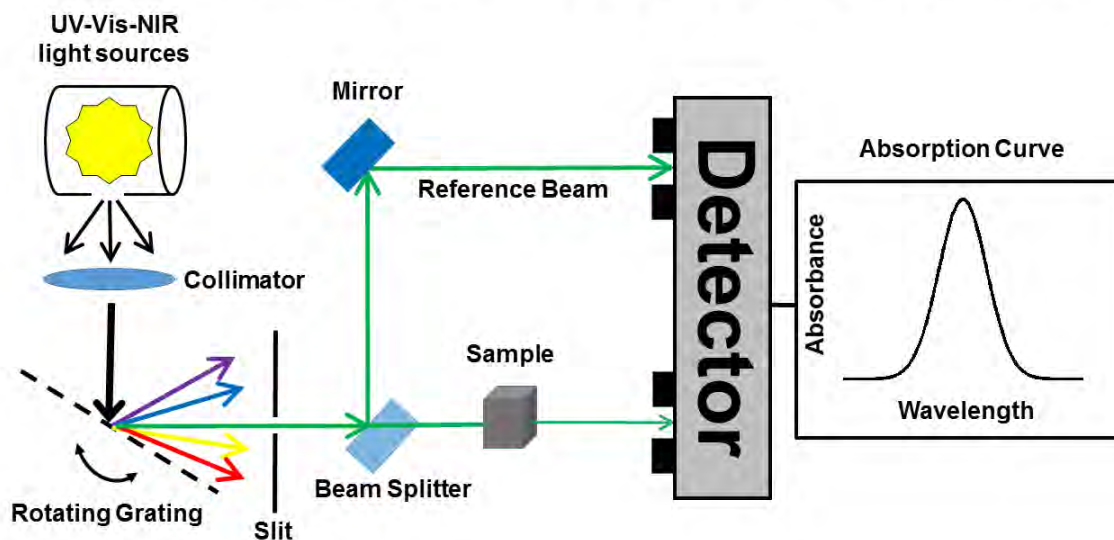 UV-Vis-NIR
light sources
Mirror
Reference Beam
Collimator
Sample
Rotating Grating
Slit
Beam Splitter
Detector
Absorption Curve
Absorbance
Wavelength